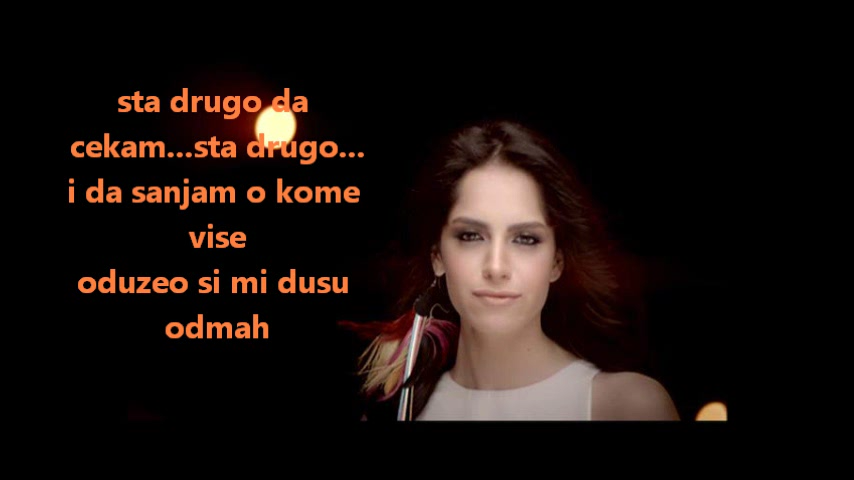 sta drugo da
cekam...sta drugo...
i da sanjam o kome
vise
oduzeo si mi dusu
odmah